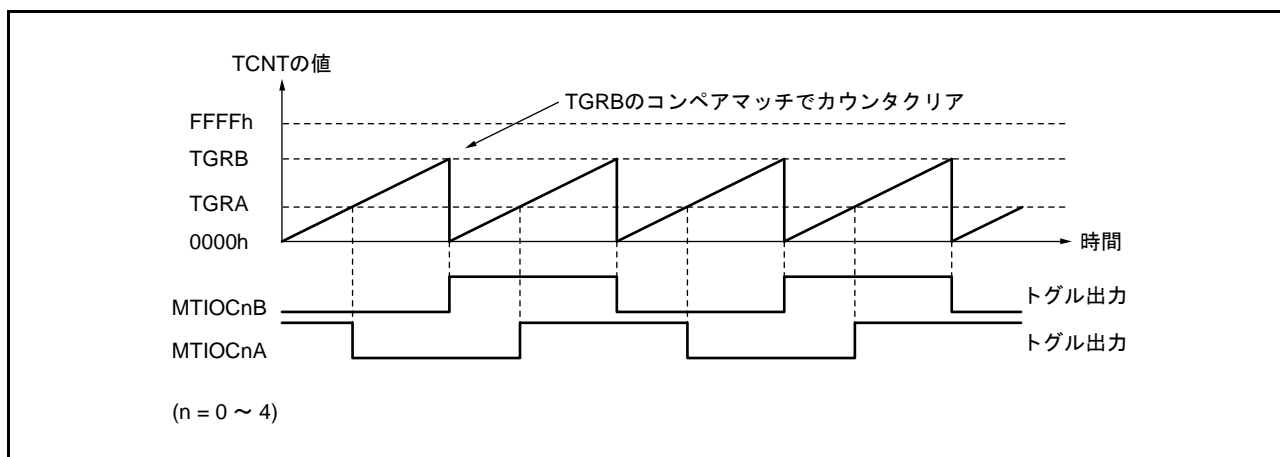 TCNTの値
TGRBのコンペアマッチでカウンタクリア
FFFFh
TGRB
TGRA
0000h
時間
MTIOCnB
トグル出力
MTIOCnA
トグル出力
(n = 0 ～ 4)